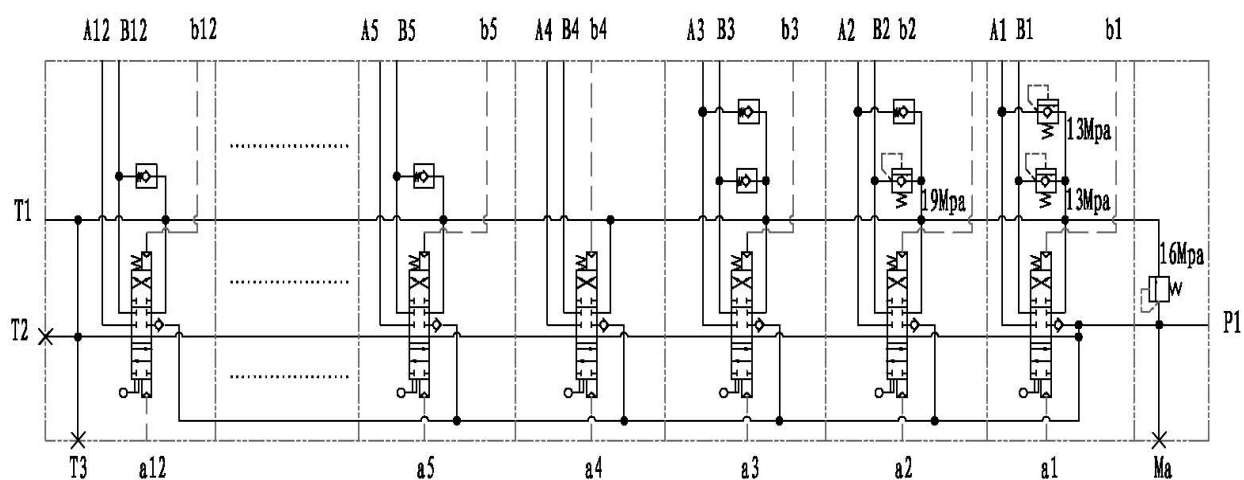 A12 B12 b12 A5 B5 b5 A4 B4 b4 A3 B3 b3 A2 B2 b2 A1 B1 b1
13Mpa
T1 19Mpa 13Mpa
16Mpa
T2 P1
T3 a12 a5 a4 a3 a2 a1 Ma